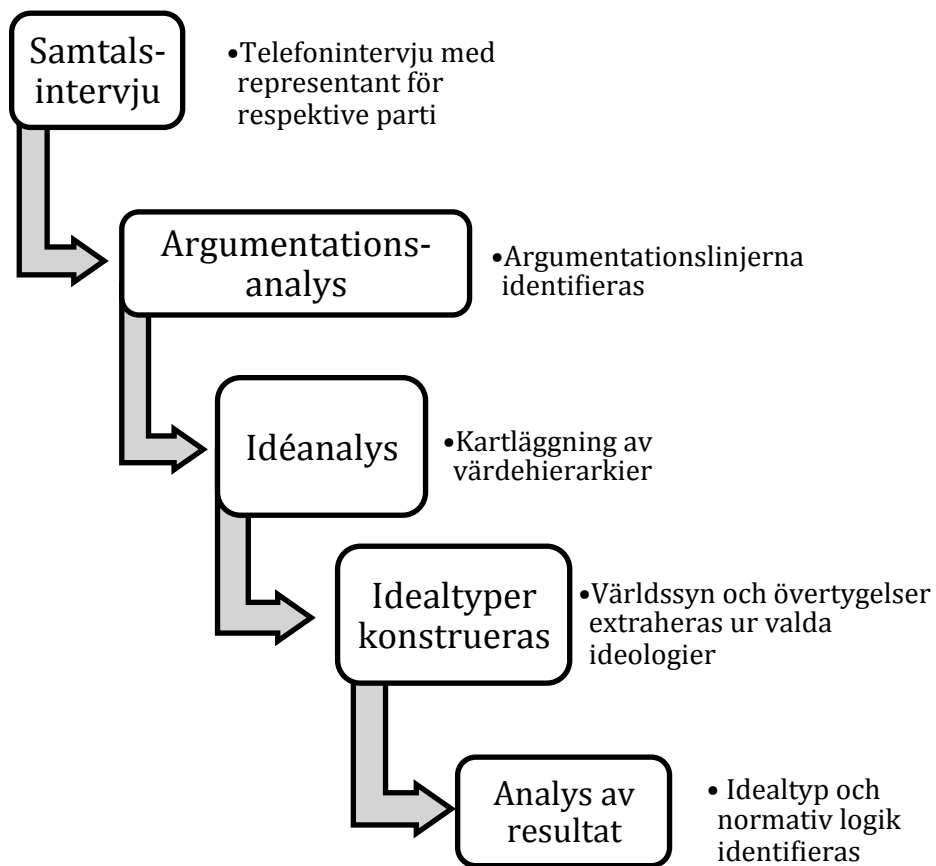 Samtals-
intervju
•Telefonintervju med
representant för
respektive parti
Argumentations-
analys
•Argumentationslinjerna
identifieras
Idéanalys
•Kartläggning av
värdehierarkier
Idealtyper
konstrueras
•Världssyn och övertygelser
extraheras ur valda
ideologier
Analys av
resultat
• Idealtyp och
normativ logik
identifieras